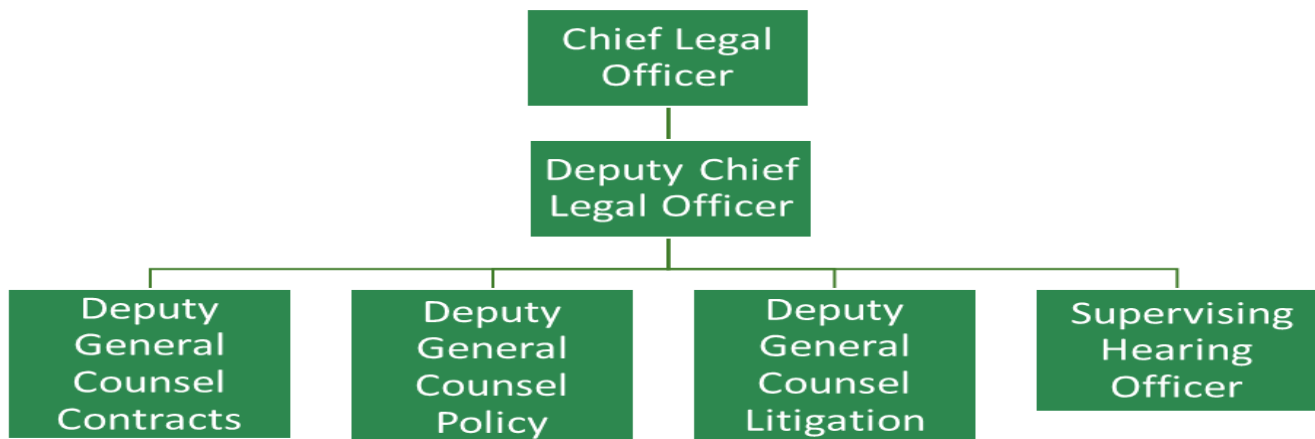 Chief Legal
Officer
Deputy Chief
Legal Officer
Deputy
General
Counsel
Contracts
Deputy
General
Counsel
Policy
Deputy
General
Counsel
Litigation
Supervising
Hearing
Officer